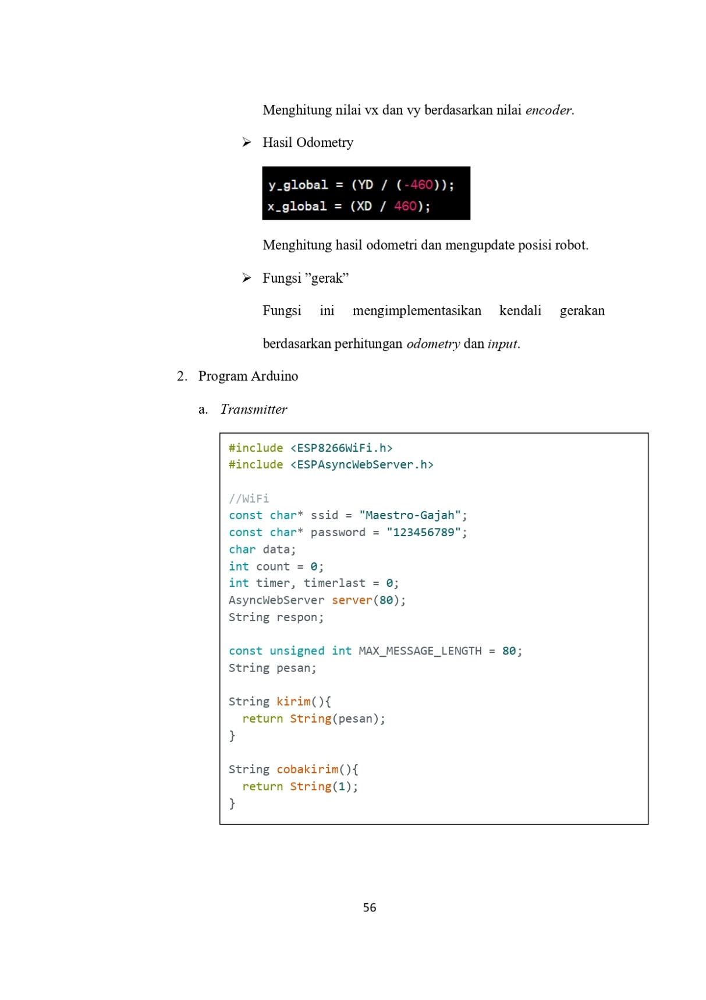 Menghitung nilai vx dan vy berdasarkan nilai encoder.
➢ Hasil Odometry
y_global = (YD / (-460));
x_global = (XD / 460);
Menghitung hasil odometri dan mengupdate posisi robot.
➢ Fungsi ”gerak”
Fungsi ini mengimplementasikan kendali gerakan
berdasarkan perhitungan odometry dan input.
2. Program Arduino
a. Transmitter
#include <ESP8266WiFi.h>
#include <ESPAsyncWebServer.h>
//WiFi
const char* ssid = "Maestro-Gajah";
const char* password = "123456789";
char data;
int count = 0;
int timer, timerlast = 0;
AsyncWebServer server(80);
String respon;
const unsigned int MAX_MESSAGE_LENGTH = 80;
String pesan;
String kirim(){
  return String(pesan);
}
String cobakirim(){
  return String(1);
}
56